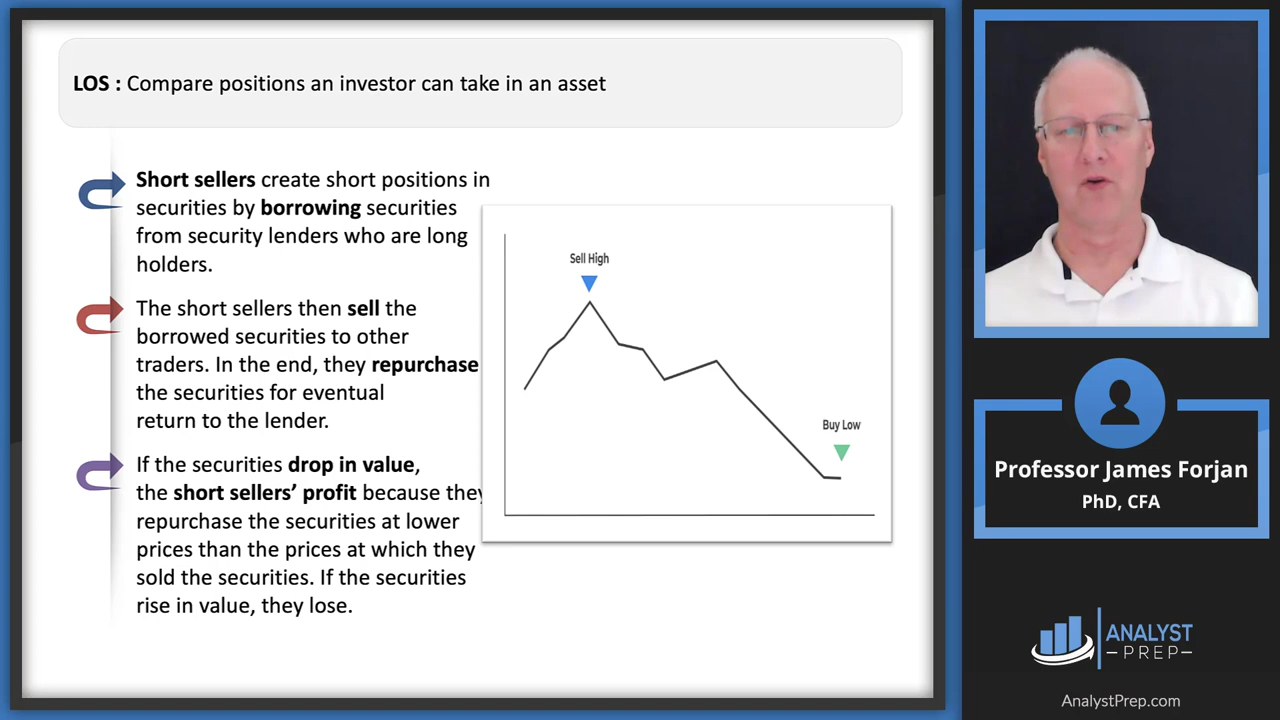 LOS : Compare positions an investor can take in an asset
Short sellers create short positions in
securities by borrowing securities
from security lenders who are long
holders.
The short sellers then sell the
borrowed securities to other
traders. In the end, they repurchase
the securities for eventual
return to the lender.
If the securities drop in value,
the short sellers’ profit because they
repurchase the securities at lower
prices than the prices at which they
sold the securities. If the securities
rise in value, they lose.
Sell High
Buy Low
Professor James Forjan
PhD, CFA
ANALYST
PREP
AnalystPrep.com